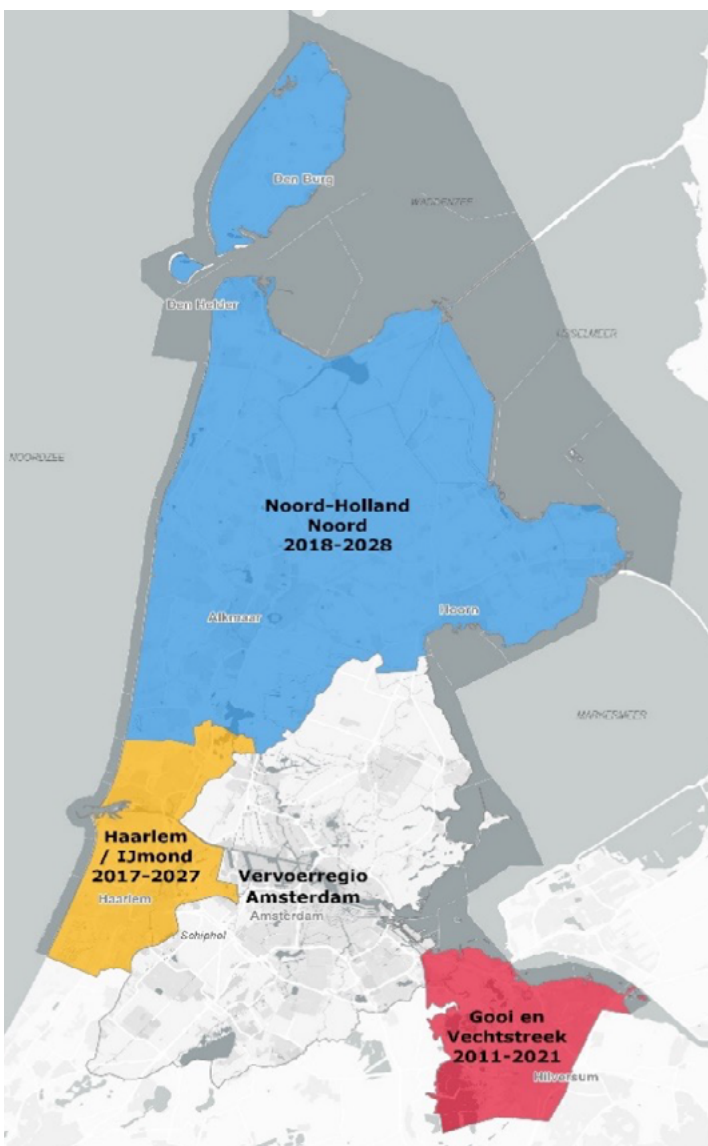 Den Burg
WADDENZEE
Den Helder
IJSSELMEER
NOORDZEE
Noord-Holland
Noord
2018-2028
Alkmaar
Hoorn
MARKERMEER
Haarlem
/ IJmond
2017-2027
Haarlem
Vervoerregio
Amsterdam
Amsterdam
Schiphol
Gooi en
Vechtstreek
2011-2021
Hilversum